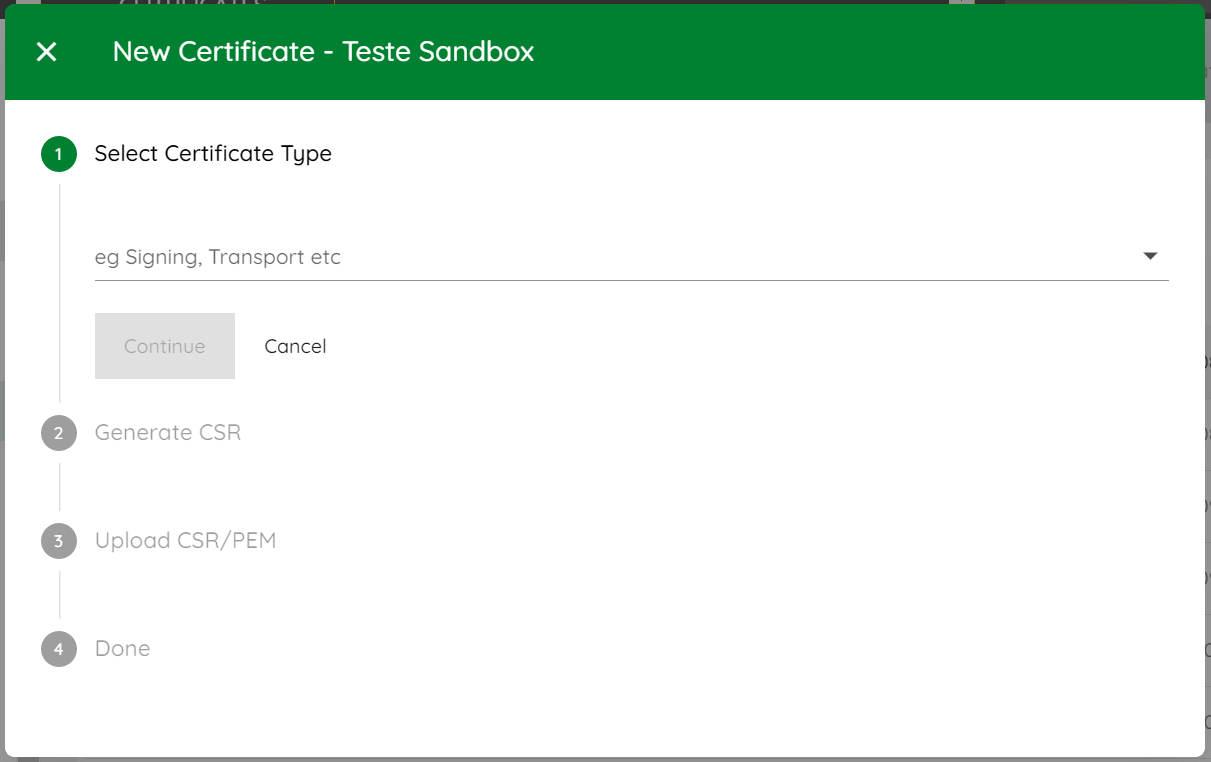 New Certificate - Teste Sandbox
1 Select Certificate Type
eg Signing, Transport etc
Continue Cancel
2 Generate CSR
3 Upload CSR/PEM
4 Done